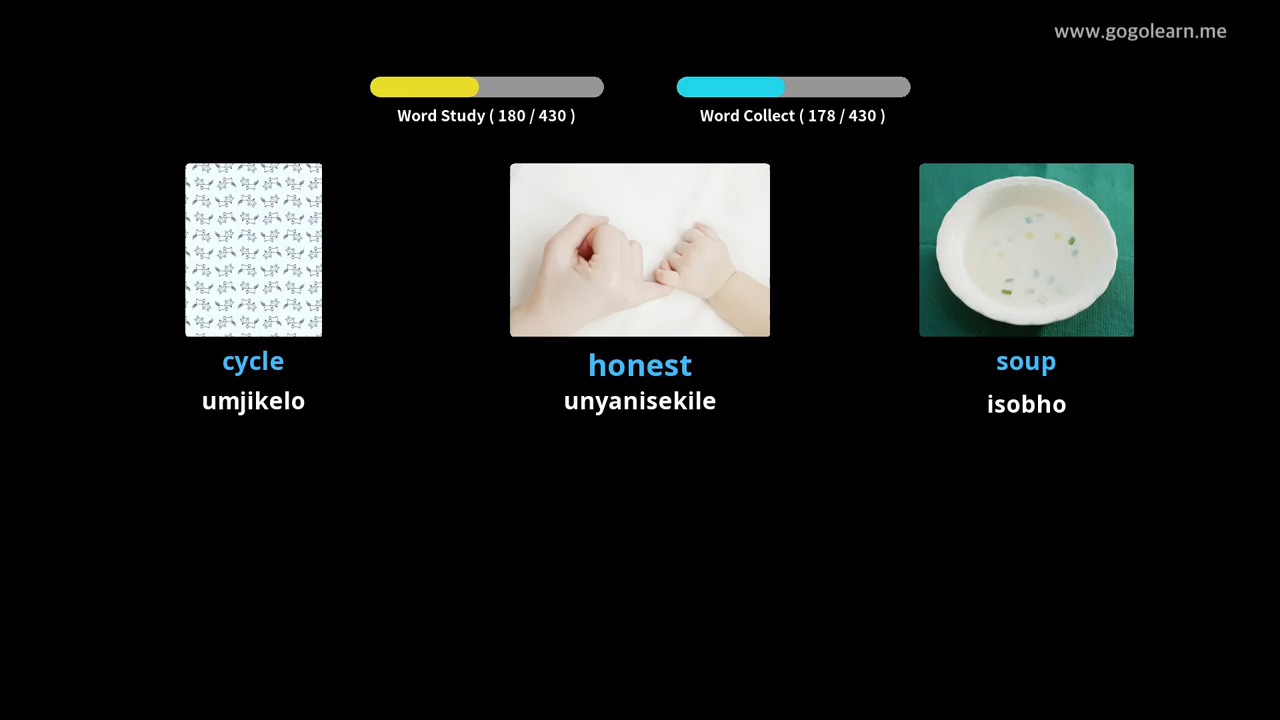 www.gogolearn.me
Word Study ( 180 / 430 )
Word Collect ( 178 / 430 )
cycle
umjikelo
honest
unyanisekile
soup
isobho